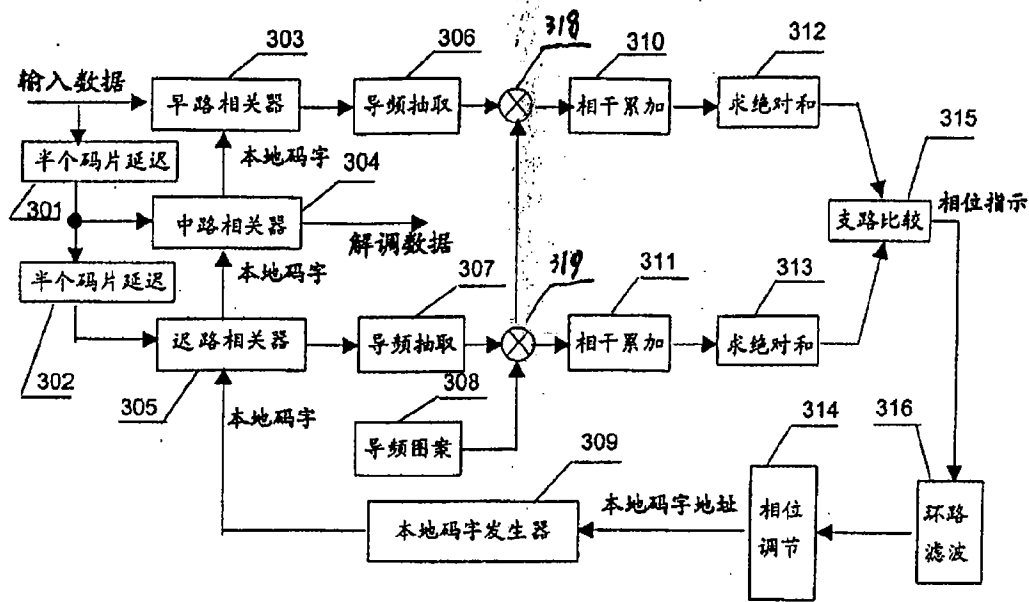 303
306
318
310
312
输入数据
早路相关器
导频抽取
相干累加
求绝对和
315
半个码片延迟
本地码字
304
301
中路相关器
支路比较
相位指示
解调数据
半个码片延迟
本地码字
307
319
311
313
迟路相关器
导频抽取
相干累加
求绝对和
302
305
308
本地码字
导频图案
309
314
316
本地码字发生器
本地码字地址
相位
调节
环路
滤波